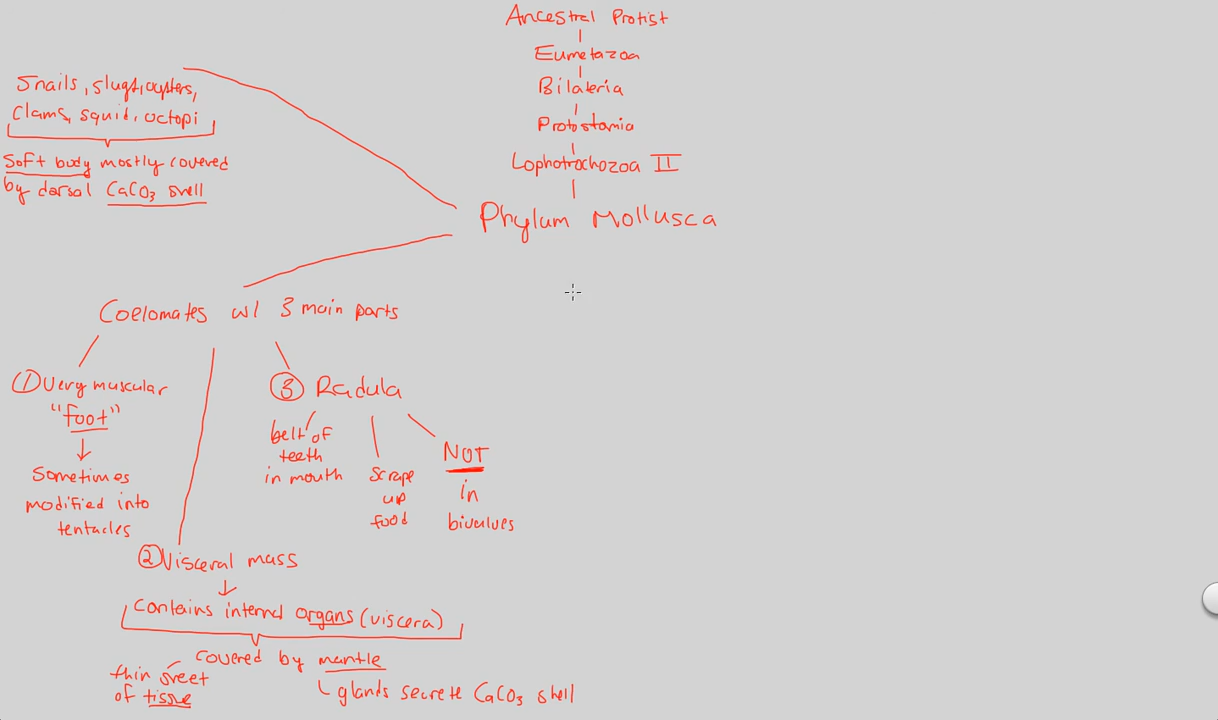 Ancestral Protist
Eumetazoa
Bilateria
Protostomia
Lophotrochozoa II
Phylum Mollusca
Snails, slugs, oysters,
Clams, squid, octopi
Soft body mostly covered
by dorsal CaCO₃ shell
Coelomates w/ 3 main parts
① Very muscular
"foot"
Sometimes
modified into
tentacles
② Visceral mass
Contains internal organs (viscera)
covered by mantle
thin sheet
of tissue
glands secrete CaCO₃ shell
③ Radula
belt of
teeth
in mouth
Scrape
up
food
NOT
in
bivalves